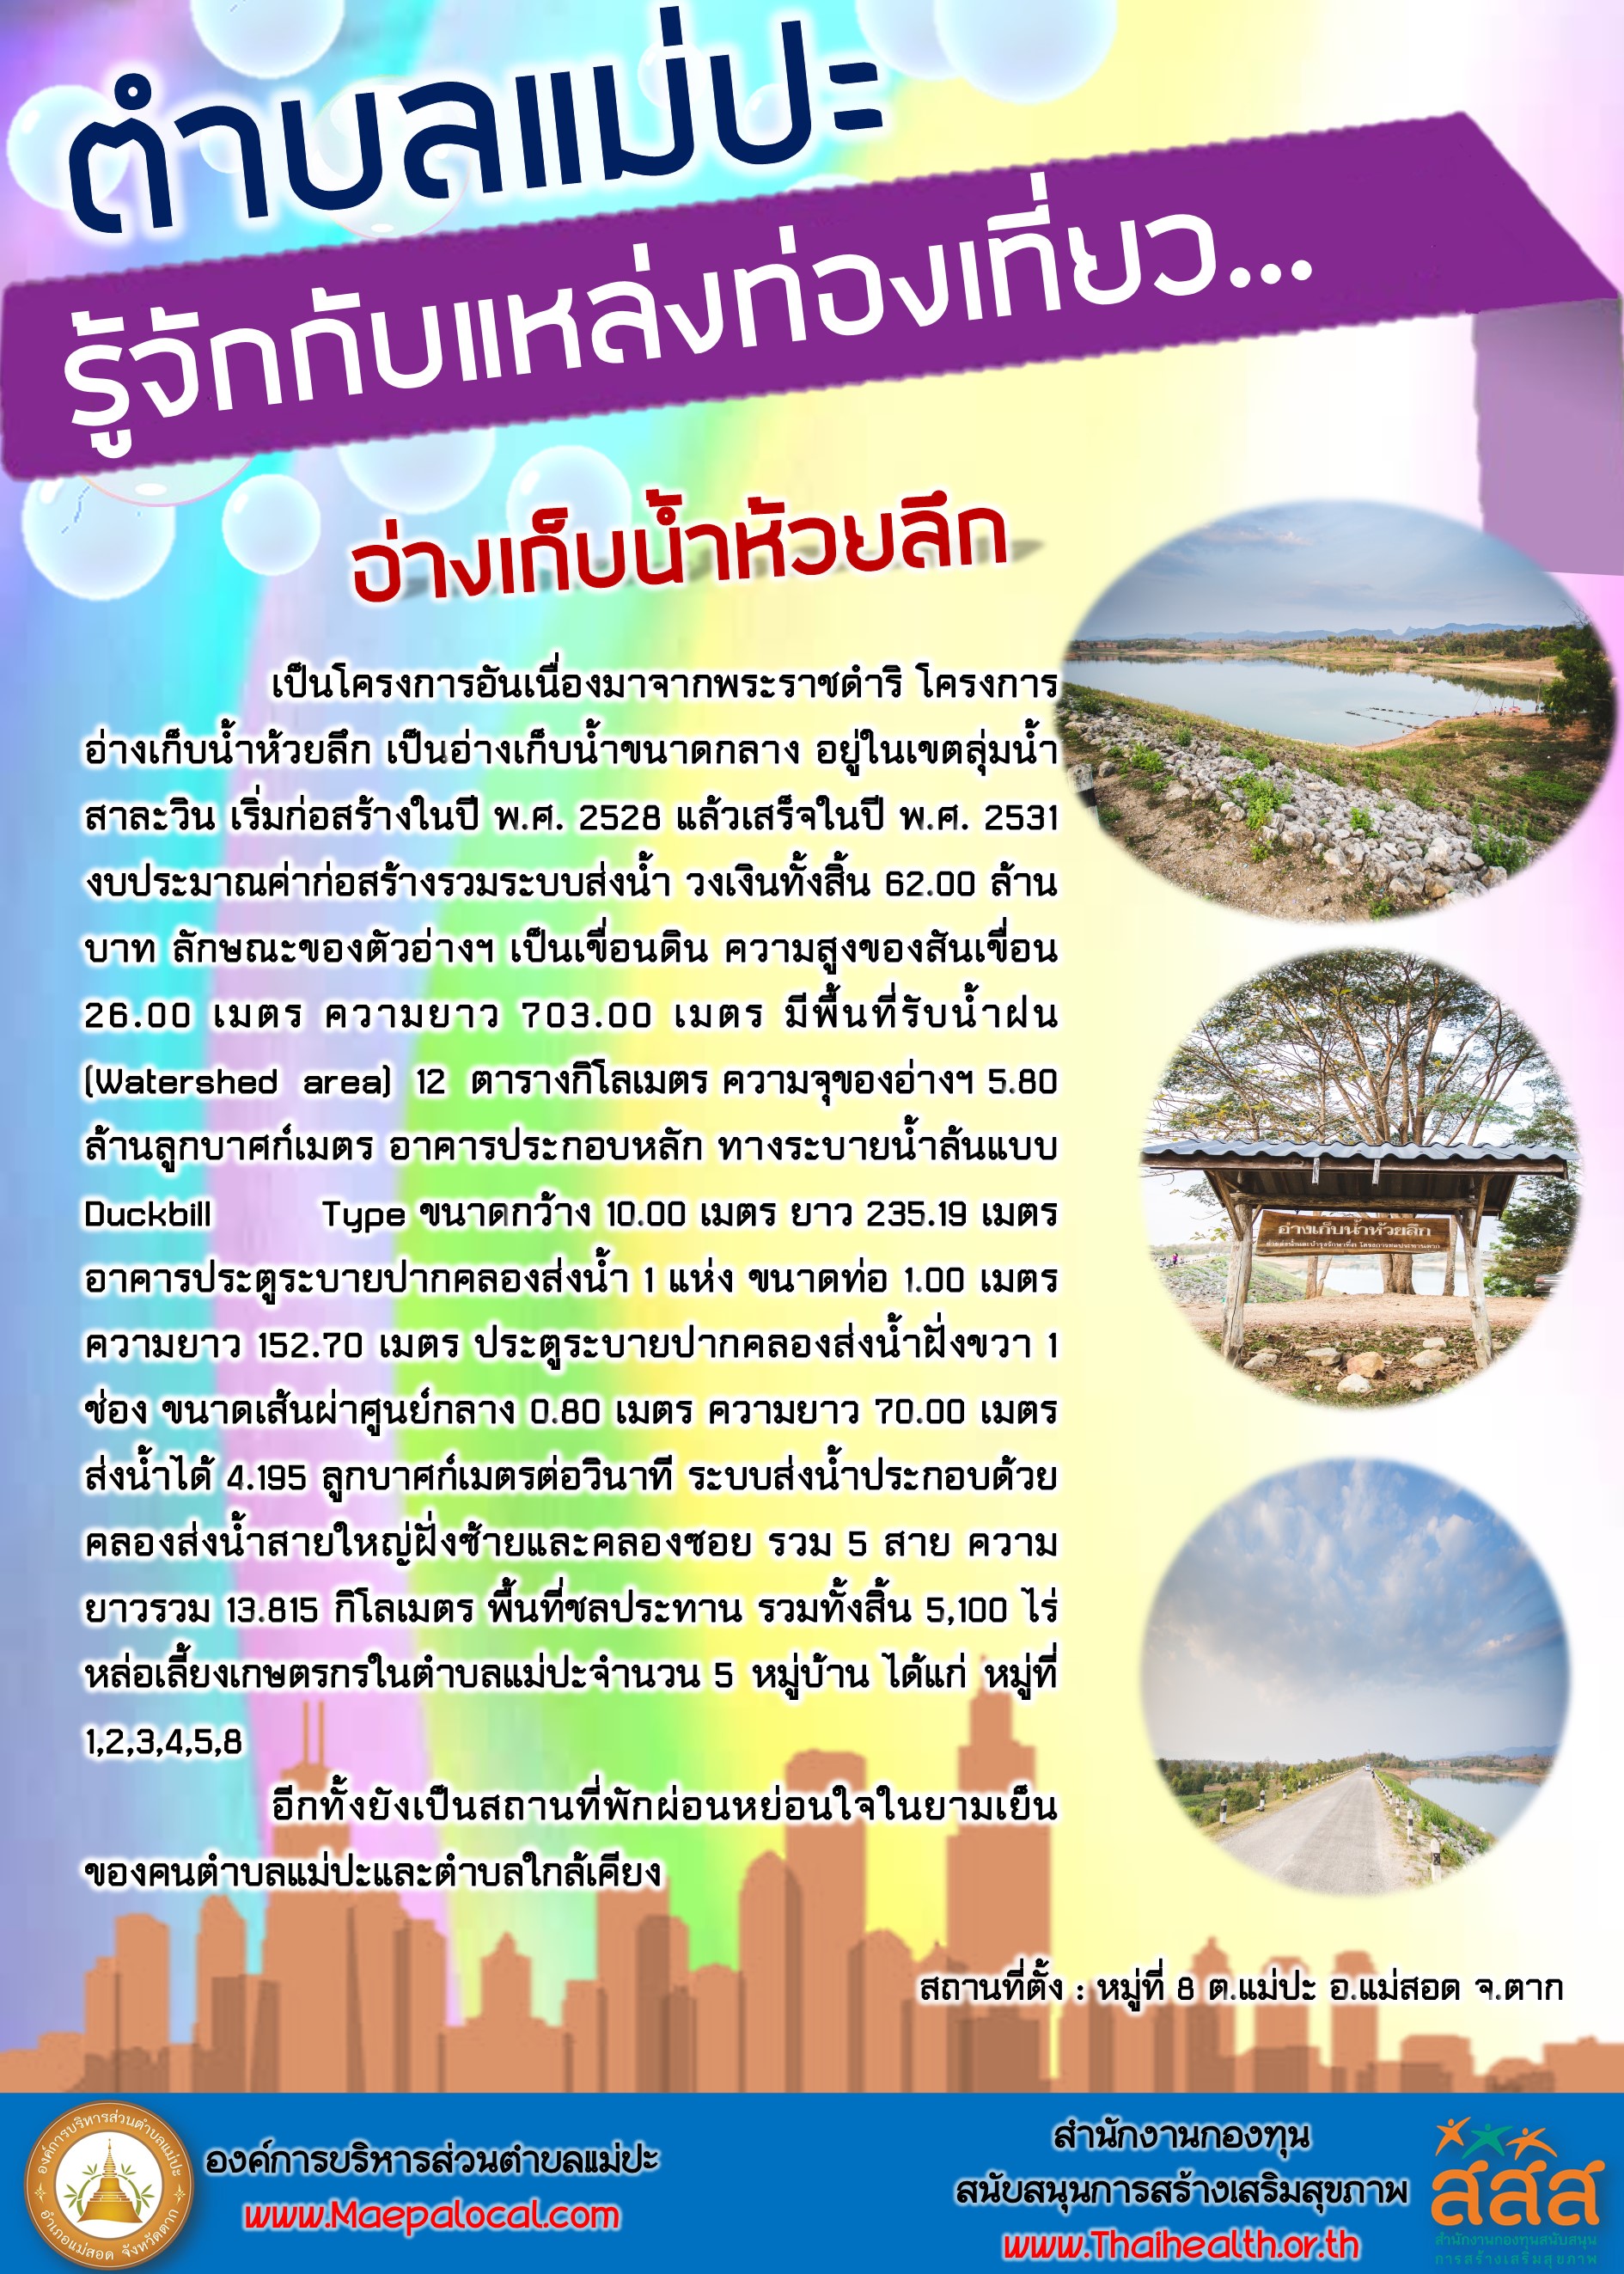 ตำบลแม่ปะ
รู้จักกับแหล่งท่องเที่ยว...
อ่างเก็บน้ำห้วยลึก
เป็นโครงการอันเนื่องมาจากพระราชดำริ โครงการ
อ่างเก็บน้ำห้วยลึก เป็นอ่างเก็บน้ำขนาดกลาง อยู่ในเขตลุ่มน้ำ
สาละวิน เริ่มก่อสร้างในปี พ.ศ. 2528 แล้วเสร็จในปี พ.ศ. 2531
งบประมาณค่าก่อสร้างรวมระบบส่งน้ำ วงเงินทั้งสิ้น 62.00 ล้าน
บาท ลักษณะของตัวอ่างฯ เป็นเขื่อนดิน ความสูงของสันเขื่อน
26.00 เมตร ความยาว 703.00 เมตร มีพื้นที่รับน้ำฝน
(Watershed area) 12 ตารางกิโลเมตร ความจุของอ่างฯ 5.80
ล้านลูกบาศก์เมตร อาคารประกอบหลัก ทางระบายน้ำล้นแบบ
Duckbill Type ขนาดกว้าง 10.00 เมตร ยาว 235.19 เมตร
อาคารประตูระบายปากคลองส่งน้ำ 1 แห่ง ขนาดท่อ 1.00 เมตร
ความยาว 152.70 เมตร ประตูระบายปากคลองส่งน้ำฝั่งขวา 1
ช่อง ขนาดเส้นผ่าศูนย์กลาง 0.80 เมตร ความยาว 70.00 เมตร
ส่งน้ำได้ 4.195 ลูกบาศก์เมตรต่อวินาที ระบบส่งน้ำประกอบด้วย
คลองส่งน้ำสายใหญ่ฝั่งซ้ายและคลองซอย รวม 5 สาย ความ
ยาวรวม 13.815 กิโลเมตร พื้นที่ชลประทาน รวมทั้งสิ้น 5,100 ไร่
หล่อเลี้ยงเกษตรกรในตำบลแม่ปะจำนวน 5 หมู่บ้าน ได้แก่ หมู่ที่
1,2,3,4,5,8
อีกทั้งยังเป็นสถานที่พักผ่อนหย่อนใจในยามเย็น
ของคนตำบลแม่ปะและตำบลใกล้เคียง
อ่างเก็บน้ำห้วยลึก
สถานที่ตั้ง : หมู่ที่ 8 ต.แม่ปะ อ.แม่สอด จ.ตาก
องค์การบริหารส่วนตำบลแม่ปะ
อำเภอแม่สอด จังหวัดตาก
องค์การบริหารส่วนตำบลแม่ปะ
www.Maepalocal.com
สำนักงานกองทุน
สนับสนุนการสร้างเสริมสุขภาพ
www.Thaihealth.or.th
สสส
สำนักงานกองทุนสนับสนุน
การสร้างเสริมสุขภาพ